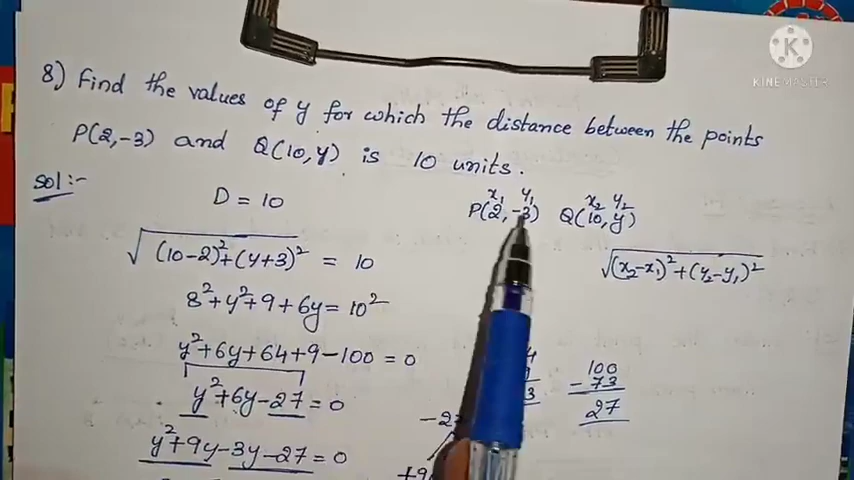 8) Find the values of y for which the distance between the points
P(2,-3) and Q(10,y) is 10 units.
Sol:-
D = 10
P(2,-3) Q(10,y)
x₁ y₁ x₂ y₂
√(10-2)²+(y+3)² = 10
√(x₂-x₁)²+(y₂-y₁)²
8²+y²+9+6y = 10²
y²+6y+64+9-100 = 0
100
-73
27
y²+6y-27 = 0
y²+9y-3y-27 = 0
+9
K
KINEMASTER